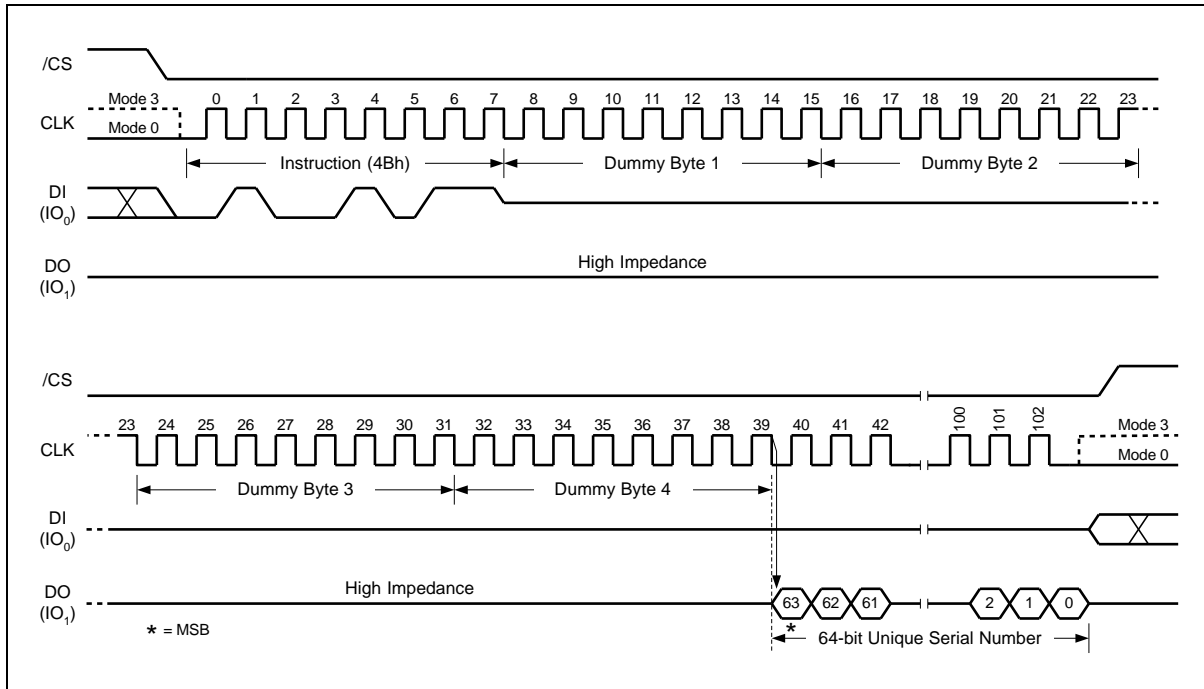 /CS
Mode 3 0 1 2 3 4 5 6 7 8 9 10 11 12 13 14 15 16 17 18 19 20 21 22 23
CLK
Mode 0
Instruction (4Bh) Dummy Byte 1 Dummy Byte 2
DI
(IO0)
High Impedance
DO
(IO1)
/CS
23 24 25 26 27 28 29 30 31 32 33 34 35 36 37 38 39 40 41 42 100 101 102
Mode 3
CLK
Mode 0
Dummy Byte 3 Dummy Byte 4
DI
(IO0)
High Impedance
DO
(IO1)
63 62 61 2 1 0
* = MSB
* 64-bit Unique Serial Number